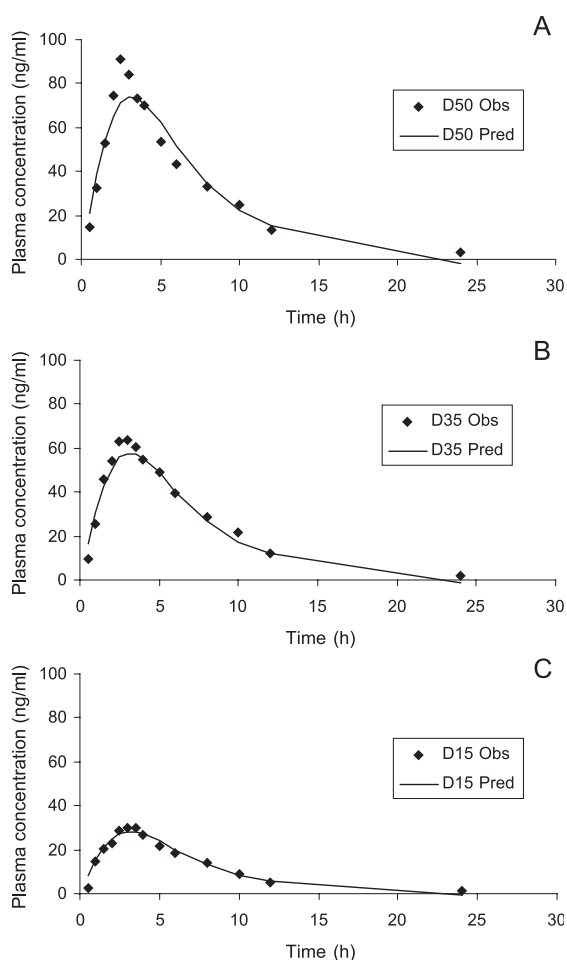 A
Plasma concentration (ng/ml)
100
80
60
40
20
0
D50 Obs
D50 Pred
0 5 10 15 20 25 30
Time (h)
B
Plasma concentration (ng/ml)
100
80
60
40
20
0
D35 Obs
D35 Pred
0 5 10 15 20 25 30
Time (h)
C
Plasma concentration (ng/ml)
100
80
60
40
20
0
D15 Obs
D15 Pred
0 5 10 15 20 25 30
Time (h)